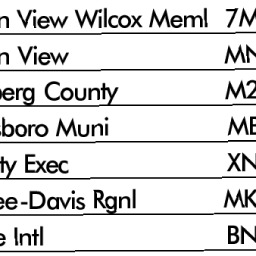 n View Wilcox Meml 7M
n View MN
berg County M2
sboro Muni ME
ty Exec XN
ee-Davis Rgnl MK
e Intl BN